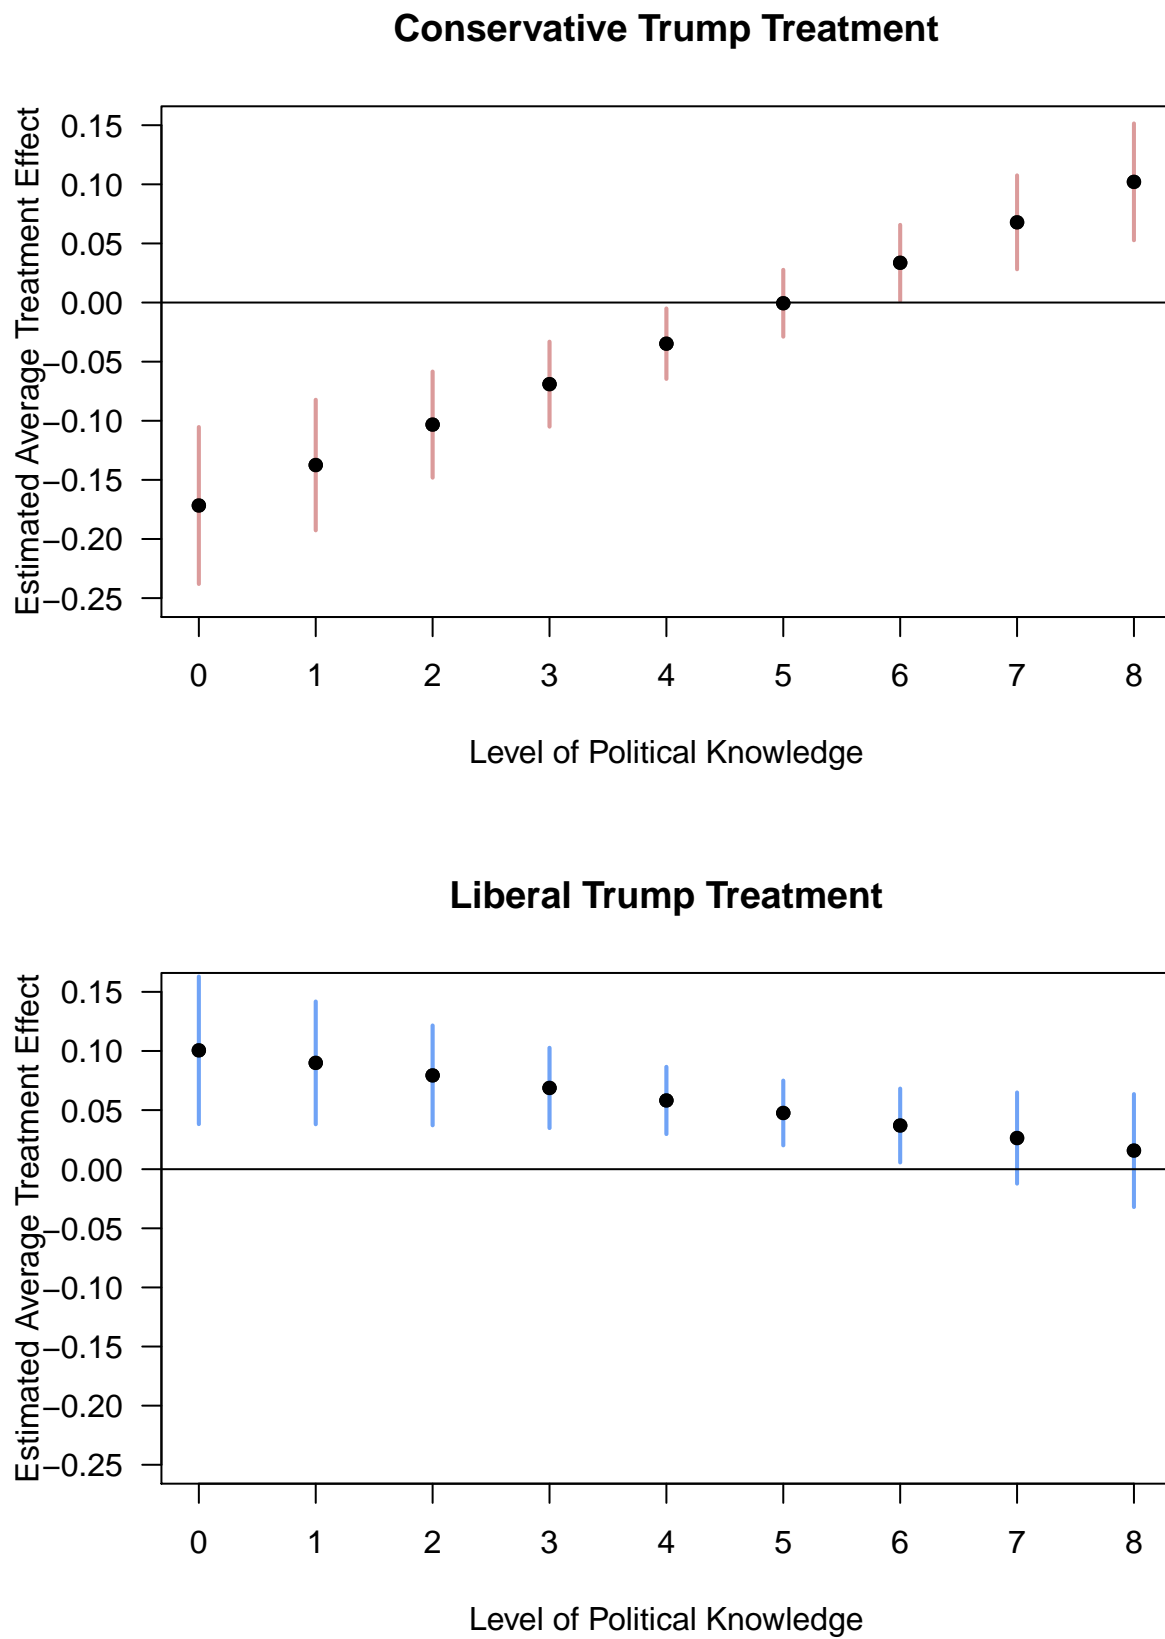 Conservative Trump Treatment
Estimated Average Treatment Effect
0.15
0.10
0.05
0.00
−0.05
−0.10
−0.15
−0.20
−0.25
0 1 2 3 4 5 6 7 8
Level of Political Knowledge
Liberal Trump Treatment
Estimated Average Treatment Effect
0.15
0.10
0.05
0.00
−0.05
−0.10
−0.15
−0.20
−0.25
0 1 2 3 4 5 6 7 8
Level of Political Knowledge